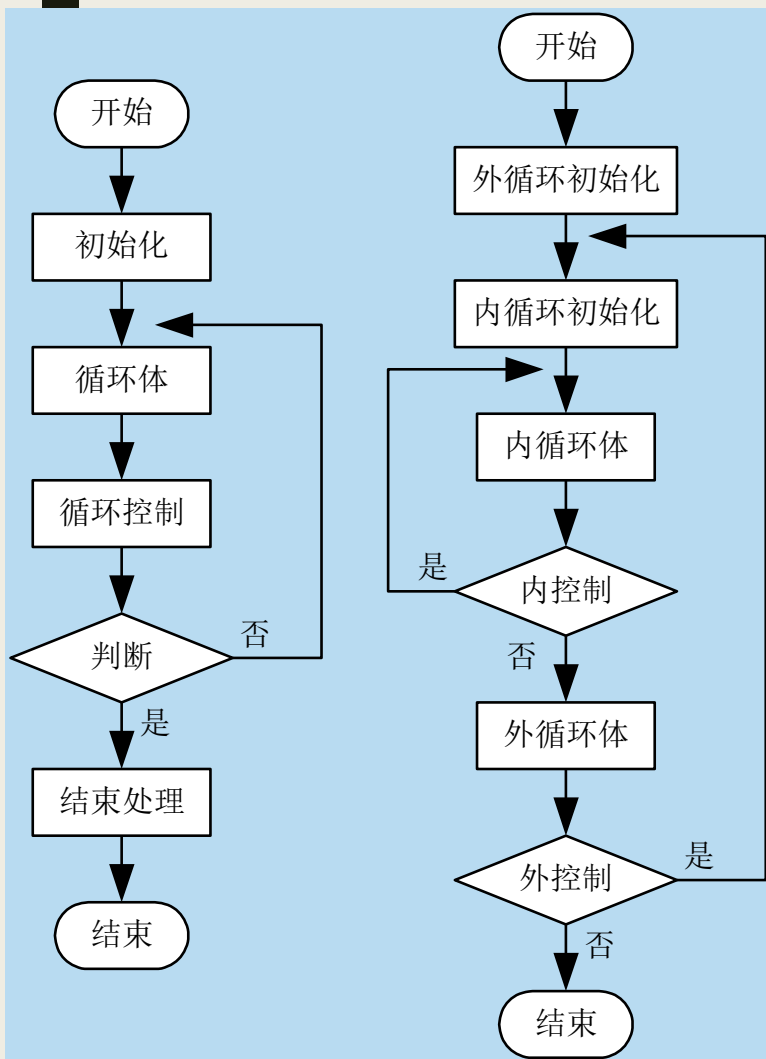 开始
初始化
循环体
循环控制
判断
否
是
结束处理
结束
开始
外循环初始化
内循环初始化
内循环体
内控制
是
否
外循环体
外控制
是
否
结束